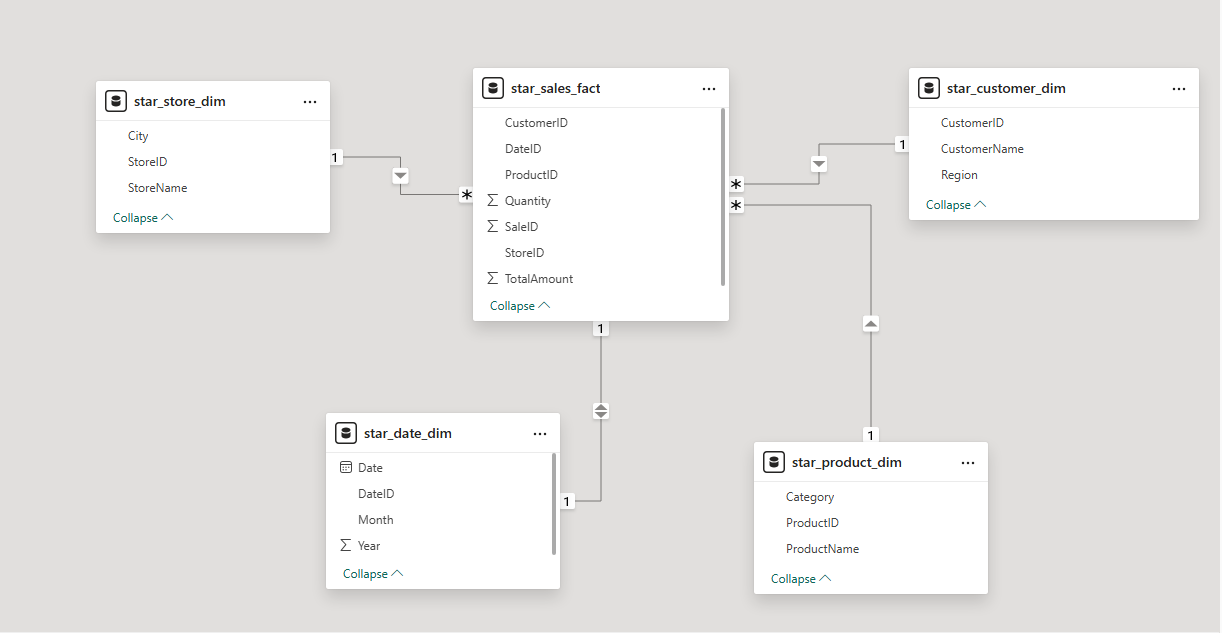 star_store_dim
...
City
StoreID
StoreName
Collapse
1
*
star_sales_fact
...
CustomerID
DateID
ProductID
Σ Quantity
Σ SaleID
StoreID
Σ TotalAmount
Collapse
*
*
1
1
star_customer_dim
...
CustomerID
CustomerName
Region
Collapse
star_date_dim
...
Date
DateID
Month
Σ Year
Collapse
1
1
star_product_dim
...
Category
ProductID
ProductName
Collapse